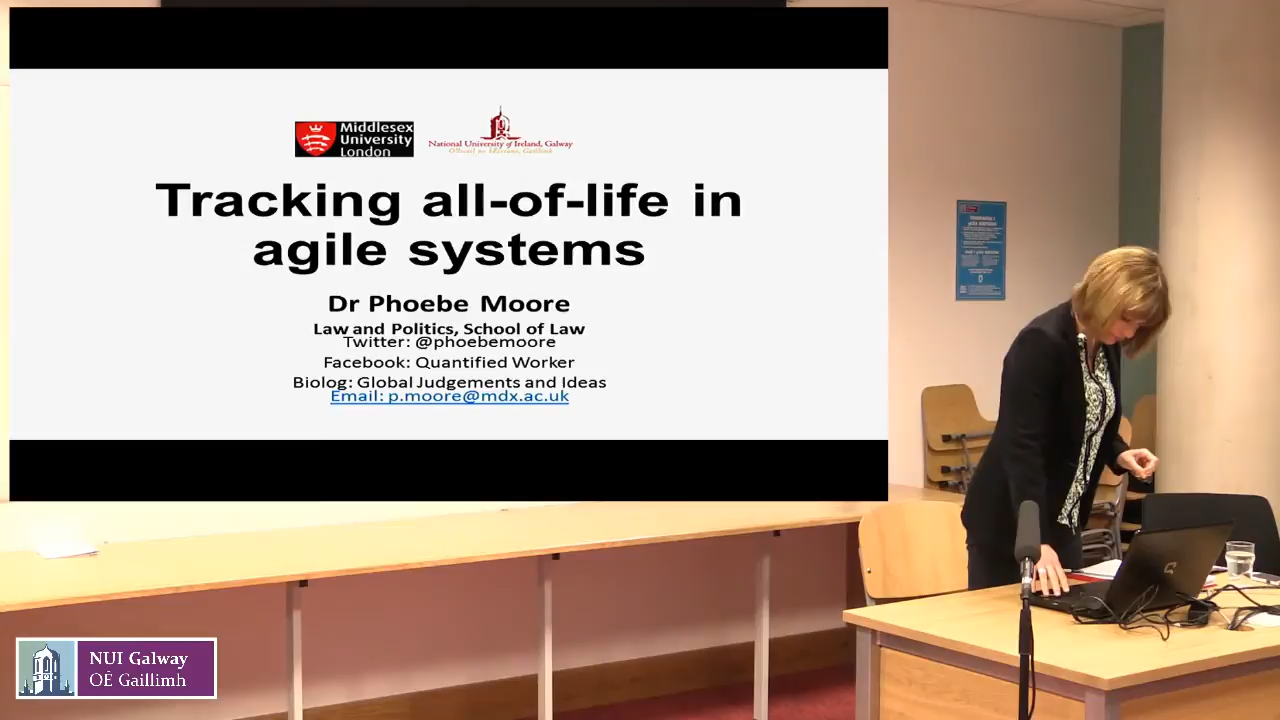 Middlesex
University
London
National University of Ireland, Galway
Tracking all-of-life in
agile systems
Dr Phoebe Moore
Law and Politics, School of Law
Twitter: @phoebemoore
Facebook: Quantified Worker
Biolog: Global Judgements and Ideas
Email: p.moore@mdx.ac.uk
NUI Galway
OÉ Gaillimh